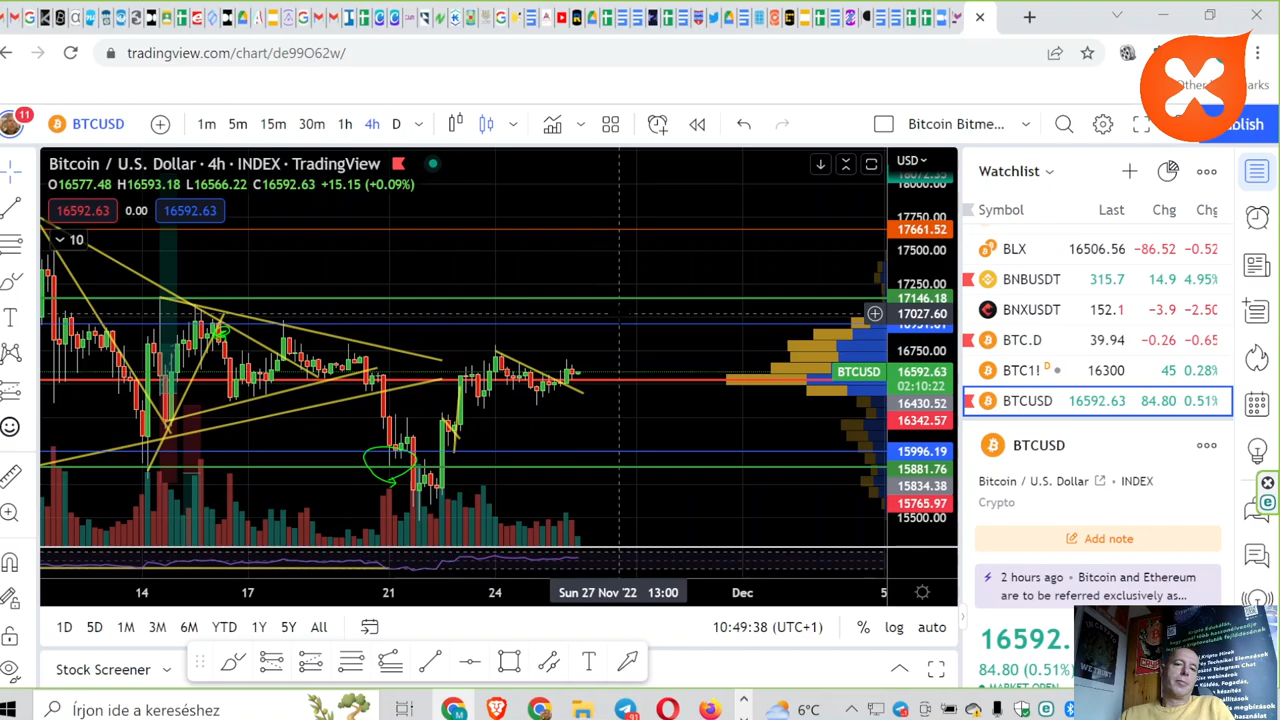 tradingview.com/chart/de99O62w/
11
BTCUSD
1m 5m 15m 30m 1h 4h D
Bitcoin Bitme...
Bitcoin / U.S. Dollar · 4h · INDEX · TradingView
O16577.48 H16593.18 L16566.22 C16592.63 +15.15 (+0.09%)
16592.63 0.00 16592.63
10
USD
18000.00
17750.00
17661.52
17500.00
17250.00
17146.18
17027.60
16750.00
BTCUSD 16592.63
02:10:22
16430.52
16342.57
15996.19
15881.76
15834.38
15765.97
15500.00
14 17 21 24 Sun 27 Nov '22 13:00 Dec 5
1D 5D 1M 3M 6M YTD 1Y 5Y All
10:49:38 (UTC+1) % log auto
Stock Screener
Watchlist
Symbol Last Chg Chg
BLX 16506.56 −86.52 −0.52
BNBUSDT 315.7 14.9 4.95%
BNXUSDT 152.1 −3.9 −2.50
BTC.D 39.94 −0.26 −0.65
BTC1! D 16300 45 0.28%
BTCUSD 16592.63 84.80 0.51%
BTCUSD
Bitcoin / U.S. Dollar INDEX
Crypto
Add note
2 hours ago · Bitcoin and Ethereum
are to be referred exclusively as...
16592.
84.80 (0.51%)
MARKET OPEN
Kripto Hírek
Írjon ide a kereséshez
6°C